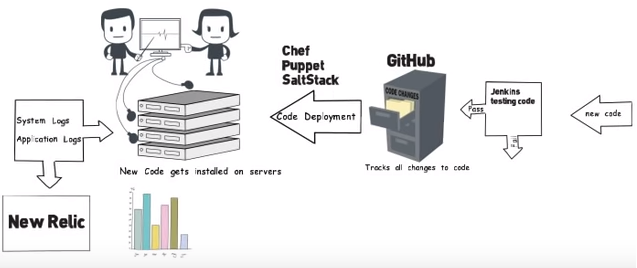 Chef
Puppet
SaltStack
GitHub
CODE CHANGES
Jenkins
testing code
Pass
new code
Code Deployment
System Logs
Application Logs
New Code gets installed on servers
Tracks all changes to code
New Relic